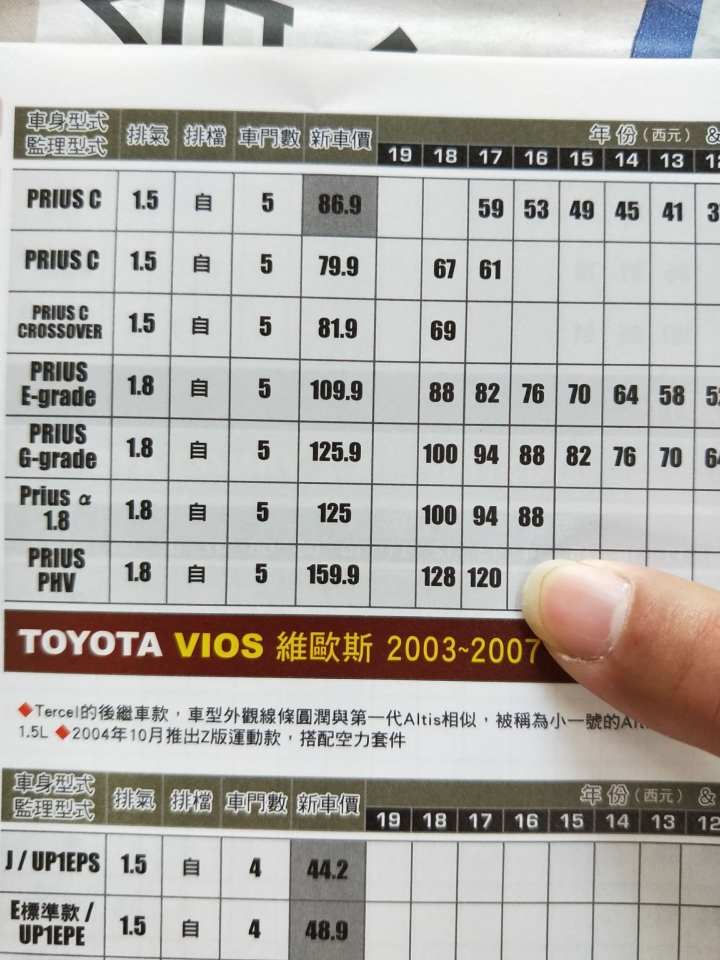 車身型式 排氣 排檔 車門數 新車價 年 份 (西元) &
監理型式 19 18 17 16 15 14 13
PRIUS C 1.5 自 5 86.9 59 53 49 45 41
PRIUS C 1.5 自 5 79.9 67 61
PRIUS C
CROSSOVER 1.5 自 5 81.9 69
PRIUS
E-grade 1.8 自 5 109.9 88 82 76 70 64 58
PRIUS
G-grade 1.8 自 5 125.9 100 94 88 82 76 70
Prius α
1.8 1.8 自 5 125 100 94 88
PRIUS
PHV 1.8 自 5 159.9 128 120
TOYOTA VIOS 維歐斯 2003~2007
◆Tercel的後繼車款，車型外觀線條圓潤與第一代Altis相似，被稱為小一號的
1.5L ◆2004年10月推出Z版運動款，搭配空力套件
車身型式 排氣 排檔 車門數 新車價 年 份 (西元) &
監理型式 19 18 17 16 15 14 13 12
J / UP1EPS 1.5 自 4 44.2
E標準款 /
UP1EPE 1.5 自 4 48.9